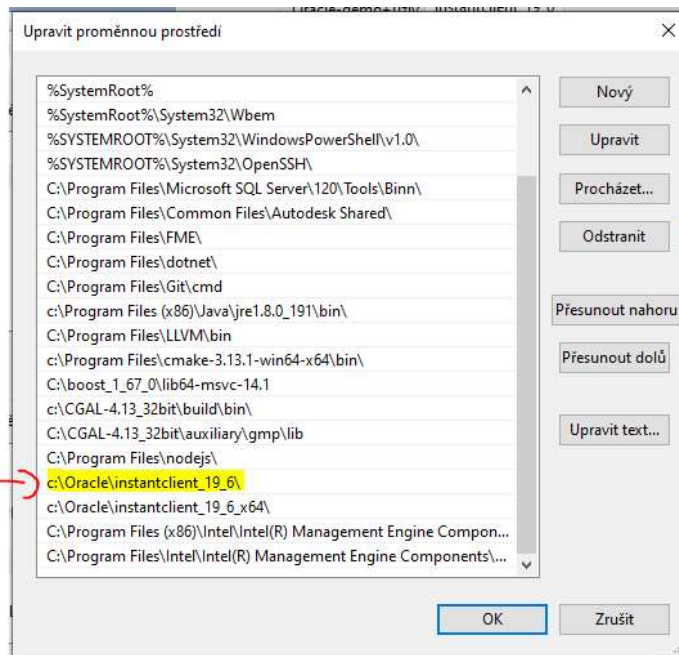 Upravit proměnnou prostředí
%SystemRoot%
%SystemRoot%\System32\Wbem
%SYSTEMROOT%\System32\WindowsPowerShell\v1.0\
%SYSTEMROOT%\System32\OpenSSH\
C:\Program Files\Microsoft SQL Server\120\Tools\Binn\
C:\Program Files\Common Files\Autodesk Shared\
C:\Program Files\FME\
C:\Program Files\dotnet\
C:\Program Files\Git\cmd
c:\Program Files (x86)\Java\jre1.8.0_191\bin\
C:\Program Files\LLVM\bin
c:\Program Files\cmake-3.13.1-win64-x64\bin\
C:\boost_1_67_0\lib64-msvc-14.1
c:\CGAL-4.13_32bit\build\bin\
C:\CGAL-4.13_32bit\auxiliary\gmp\lib
C:\Program Files\nodejs\
c:\Oracle\instantclient_19_6\
c:\Oracle\instantclient_19_6_x64\
C:\Program Files (x86)\Intel\Intel(R) Management Engine Compon...
C:\Program Files\Intel\Intel(R) Management Engine Components\...
Nový
Upravit
Procházet...
Odstranit
Přesunout nahoru
Přesunout dolů
Upravit text...
OK
Zrušit